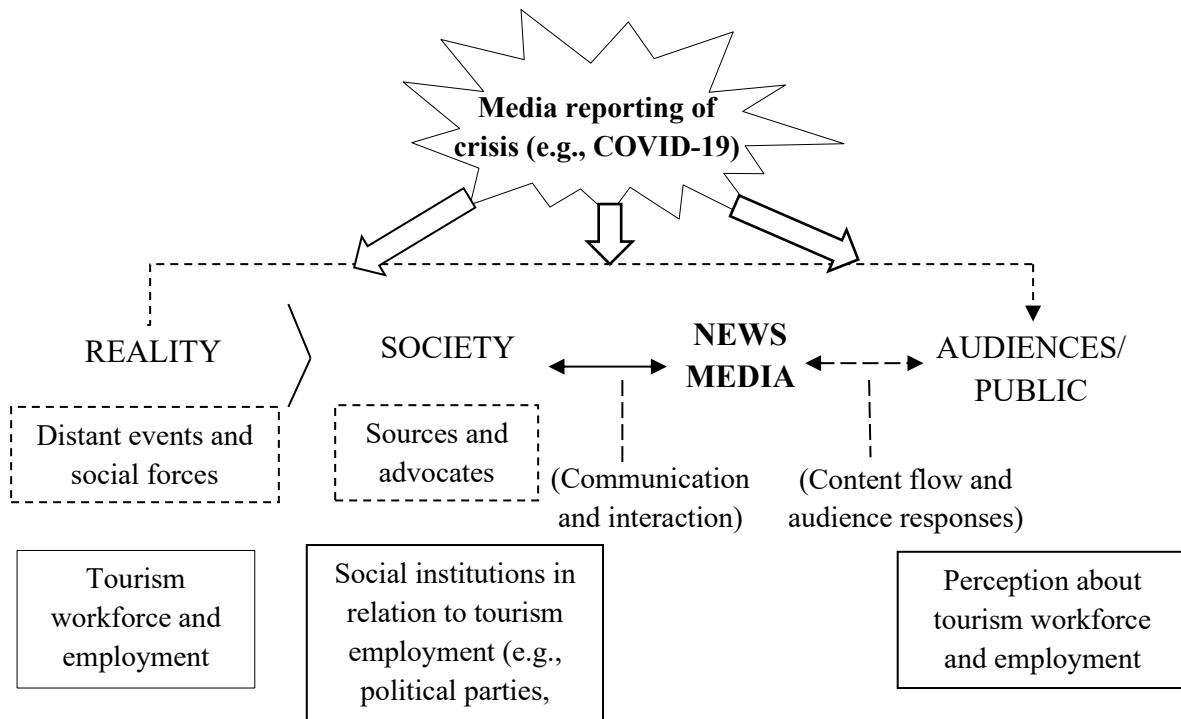 Media reporting of
crisis (e.g., COVID-19)
REALITY
SOCIETY
NEWS
MEDIA
AUDIENCES/
PUBLIC
Distant events and
social forces
Sources and
advocates
(Communication
and interaction)
(Content flow and
audience responses)
Tourism
workforce and
employment
Social institutions in
relation to tourism
employment (e.g.,
political parties,
Perception about
tourism workforce
and employment